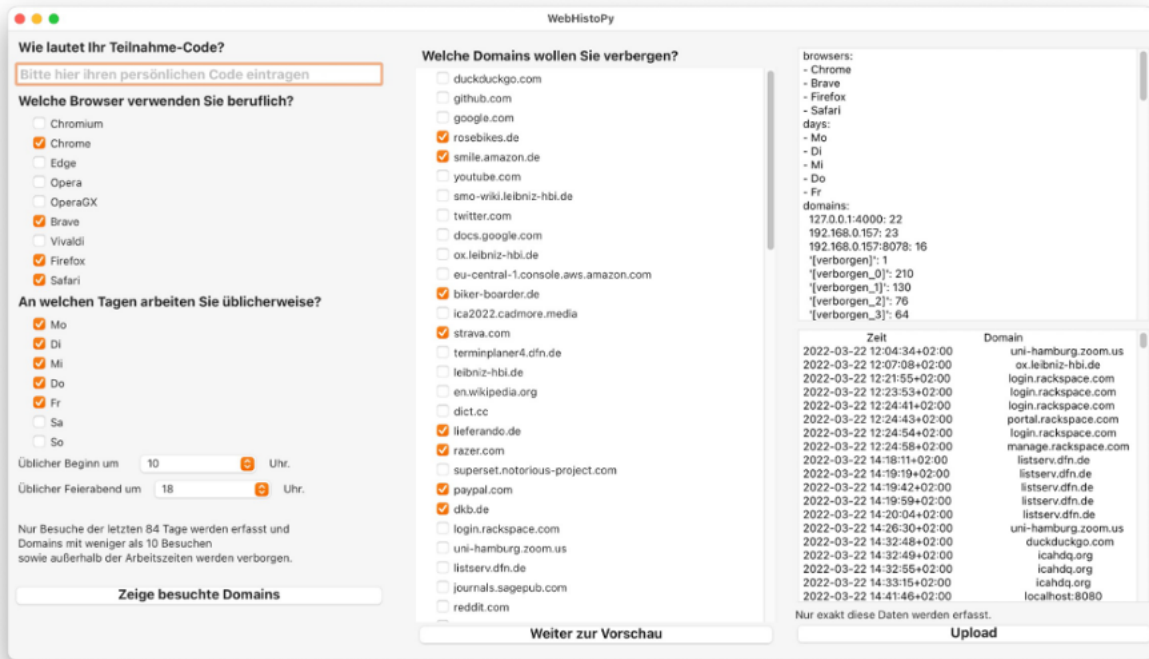 WebHistoPy
Wie lautet Ihr Teilnahme-Code?
Bitte hier ihren persönlichen Code eintragen
Welche Browser verwenden Sie beruflich?
Chromium
Chrome
Edge
Opera
OperaGX
Brave
Vivaldi
Firefox
Safari
An welchen Tagen arbeiten Sie üblicherweise?
Mo
Di
Mi
Do
Fr
Sa
So
Üblicher Beginn um 10 Uhr.
Üblicher Feierabend um 18 Uhr.
Nur Besuche der letzten 84 Tage werden erfasst und
Domains mit weniger als 10 Besuchen
sowie außerhalb der Arbeitszeiten werden verborgen.
Zeige besuchte Domains
Welche Domains wollen Sie verbergen?
duckduckgo.com
github.com
google.com
rosebikes.de
smile.amazon.de
youtube.com
smo-wiki.leibniz-hbi.de
twitter.com
docs.google.com
ox.leibniz-hbi.de
eu-central-1.console.aws.amazon.com
biker-boarder.de
ica2022.cadmore.media
strava.com
terminplaner4.dfn.de
leibniz-hbi.de
en.wikipedia.org
dict.cc
lieferando.de
razer.com
superset.notorious-project.com
paypal.com
dkb.de
login.rackspace.com
uni-hamburg.zoom.us
listserv.dfn.de
journals.sagepub.com
reddit.com
Weiter zur Vorschau
browsers:
- Chrome
- Brave
- Firefox
- Safari
days:
- Mo
- Di
- Mi
- Do
- Fr
domains:
127.0.0.1:4000: 22
192.168.0.157: 23
192.168.0.157:8078: 16
'[verborgen]': 1
'[verborgen_0]': 210
'[verborgen_1]': 130
'[verborgen_2]': 76
'[verborgen_3]': 64
Zeit Domain
2022-03-22 12:04:34+02:00 uni-hamburg.zoom.us
2022-03-22 12:07:08+02:00 ox.leibniz-hbi.de
2022-03-22 12:21:55+02:00 login.rackspace.com
2022-03-22 12:23:53+02:00 login.rackspace.com
2022-03-22 12:24:41+02:00 login.rackspace.com
2022-03-22 12:24:43+02:00 portal.rackspace.com
2022-03-22 12:24:54+02:00 login.rackspace.com
2022-03-22 12:24:58+02:00 manage.rackspace.com
2022-03-22 14:18:11+02:00 listserv.dfn.de
2022-03-22 14:19:19+02:00 listserv.dfn.de
2022-03-22 14:19:42+02:00 listserv.dfn.de
2022-03-22 14:19:59+02:00 listserv.dfn.de
2022-03-22 14:20:04+02:00 listserv.dfn.de
2022-03-22 14:26:30+02:00 uni-hamburg.zoom.us
2022-03-22 14:32:48+02:00 duckduckgo.com
2022-03-22 14:32:49+02:00 icahdq.org
2022-03-22 14:32:55+02:00 icahdq.org
2022-03-22 14:33:15+02:00 icahdq.org
2022-03-22 14:41:46+02:00 localhost:8080
Nur exakt diese Daten werden erfasst.
Upload